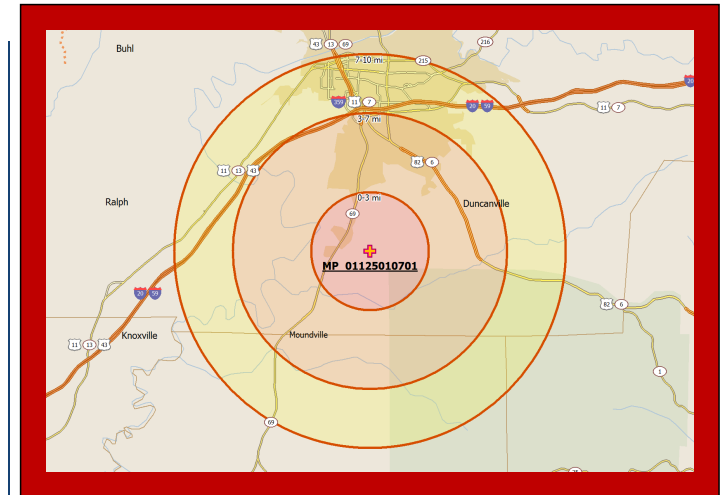 Buhl
43 13 69
216
7-10 mi
215
20
359 11 7
20 59
11 7
3-7 mi
82 6
11 13 43
0-3 mi
Ralph
Duncanville
69
MP_01125010701
20 59
82 6
Knoxville
Moundville
11 13 43
1
69
25